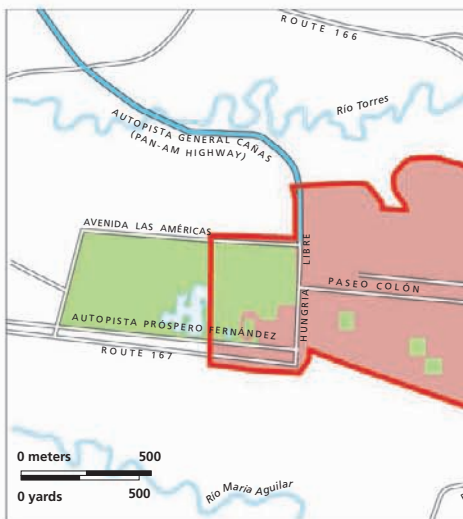 ROUTE 166
Río Torres
AUTOPISTA GENERAL CAÑAS
(PAN-AM HIGHWAY)
AVENIDA LAS AMÉRICAS
HUNGRIA LIBRE
PASEO COLÓN
AUTOPISTA PRÓSPERO FERNÁNDEZ
ROUTE 167
0 meters 500
0 yards 500
Río María Aguilar